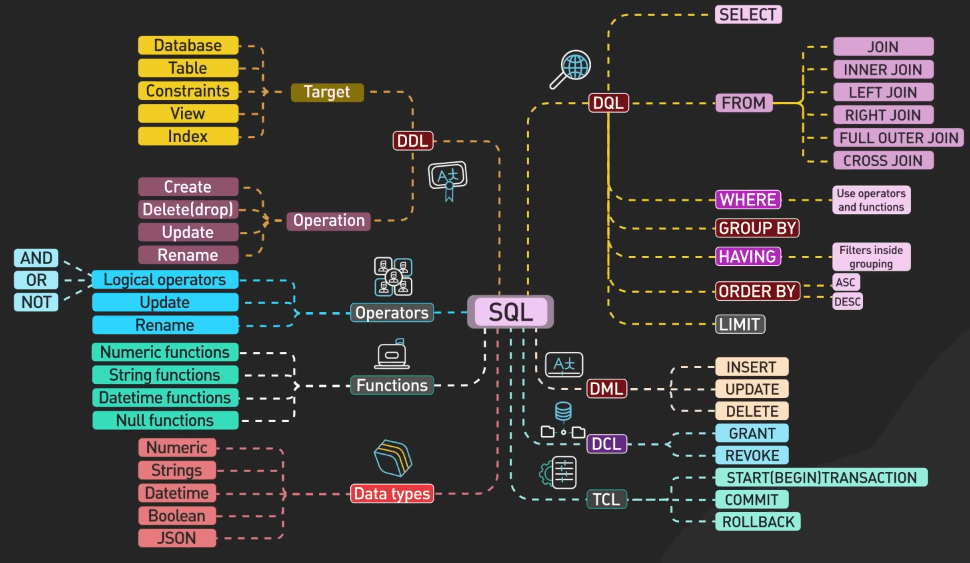 SQL
DDL
Target
Database
Table
Constraints
View
Index
Operation
Create
Delete(drop)
Update
Rename
Operators
Logical operators
AND
OR
NOT
Update
Rename
Functions
Numeric functions
String functions
Datetime functions
Null functions
Data types
Numeric
Strings
Datetime
Boolean
JSON
DQL
SELECT
FROM
JOIN
INNER JOIN
LEFT JOIN
RIGHT JOIN
FULL OUTER JOIN
CROSS JOIN
WHERE
Use operators
and functions
GROUP BY
HAVING
Filters inside
grouping
ORDER BY
ASC
DESC
LIMIT
DML
INSERT
UPDATE
DELETE
DCL
GRANT
REVOKE
TCL
START(BEGIN)TRANSACTION
COMMIT
ROLLBACK